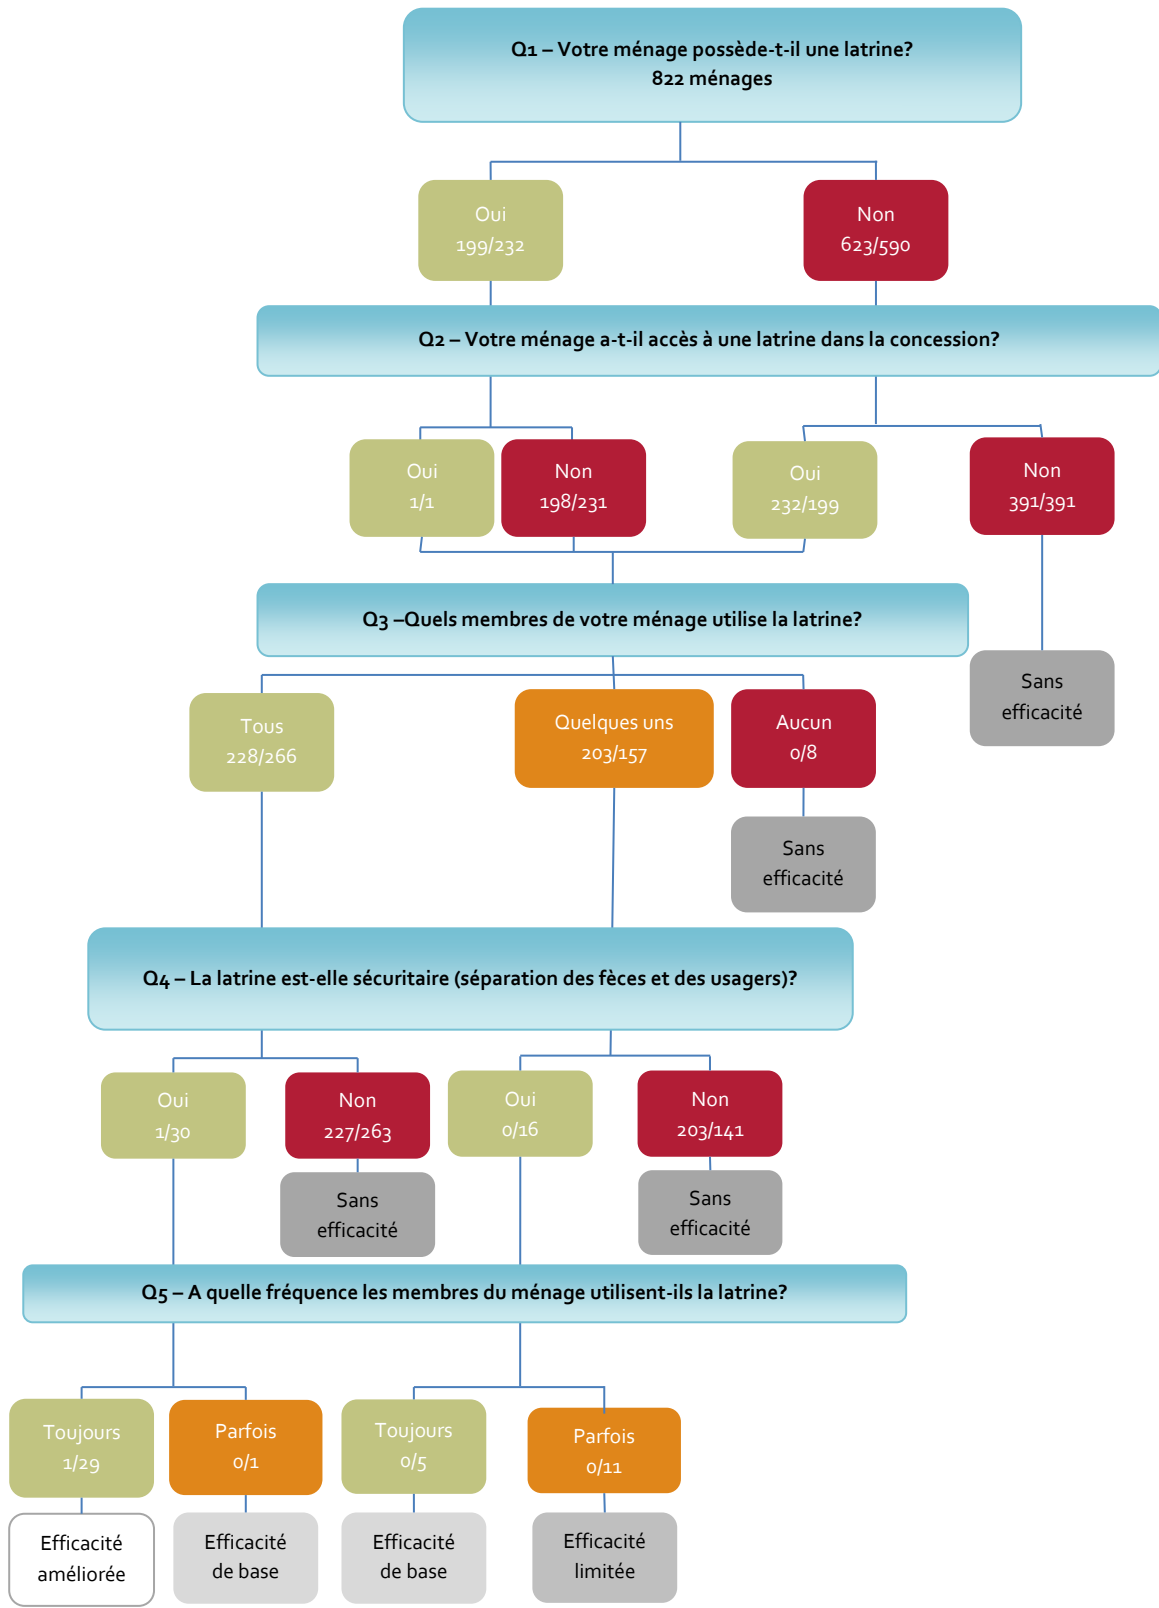 Q1 – Votre ménage possède-t-il une latrine?
822 ménages
Oui
199/232
Non
623/590
Q2 – Votre ménage a-t-il accès à une latrine dans la concession?
Oui
1/1
Non
198/231
Oui
232/199
Non
391/391
Sans
efficacité
Q3 –Quels membres de votre ménage utilise la latrine?
Tous
228/266
Quelques uns
203/157
Aucun
0/8
Sans
efficacité
Q4 – La latrine est-elle sécuritaire (séparation des fèces et des usagers)?
Oui
1/30
Non
227/263
Oui
0/16
Non
203/141
Sans
efficacité
Sans
efficacité
Q5 – A quelle fréquence les membres du ménage utilisent-ils la latrine?
Toujours
1/29
Parfois
0/1
Toujours
0/5
Parfois
0/11
Efficacité
améliorée
Efficacité
de base
Efficacité
de base
Efficacité
limitée